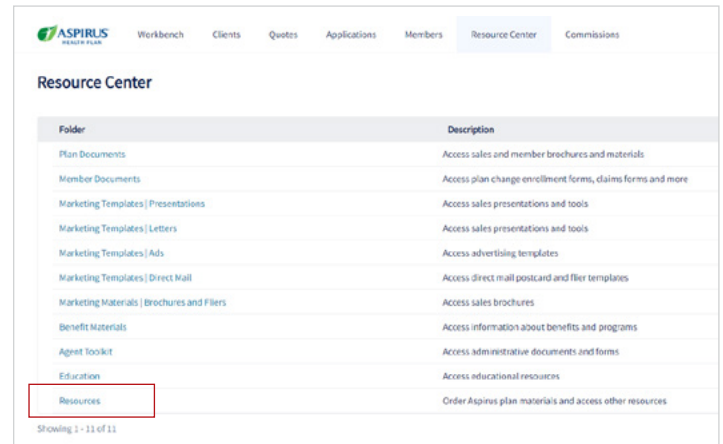 ASPIRUS
HEALTH PLAN
Workbench Clients Quotes Applications Members Resource Center Commissions
Resource Center
Folder Description
Plan Documents Access sales and member brochures and materials
Member Documents Access plan change enrollment forms, claims forms and more
Marketing Templates | Presentations Access sales presentations and tools
Marketing Templates | Letters Access sales presentations and tools
Marketing Templates | Ads Access advertising templates
Marketing Templates | Direct Mail Access direct mail postcard and flier templates
Marketing Materials | Brochures and Fliers Access sales brochures
Benefit Materials Access information about benefits and programs
Agent Toolkit Access administrative documents and forms
Education Access educational resources
Resources Order Aspirus plan materials and access other resources
Showing 1 - 11 of 11